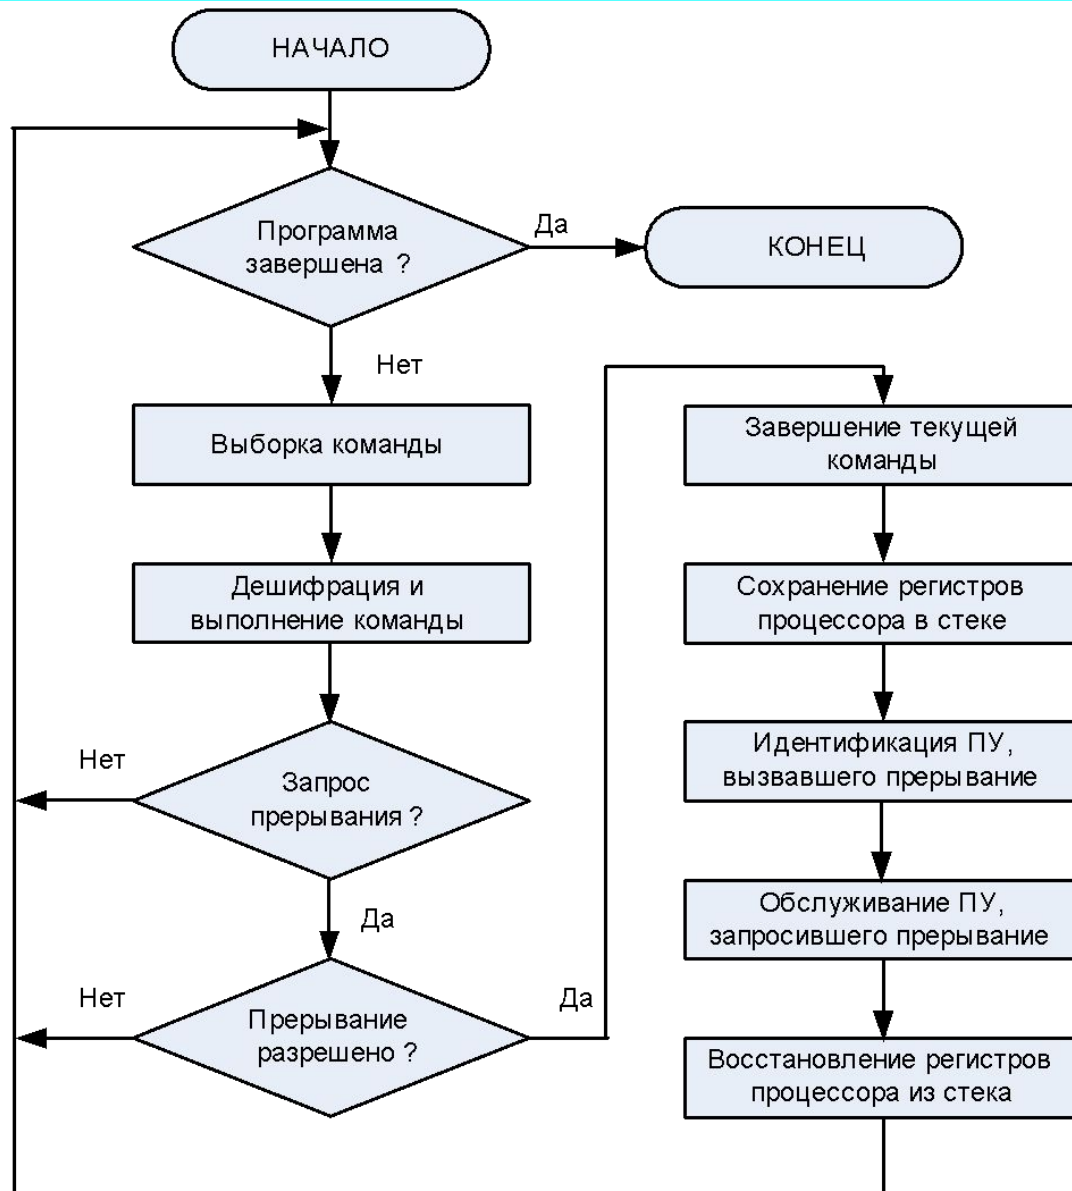 НАЧАЛО
Программа
завершена ?
Да
КОНЕЦ
Нет
Выборка команды
Дешифрация и
выполнение команды
Запрос
прерывания ?
Нет
Да
Прерывание
разрешено ?
Нет
Да
Завершение текущей
команды
Сохранение регистров
процессора в стеке
Идентификация ПУ,
вызвавшего прерывание
Обслуживание ПУ,
запросившего прерывание
Восстановление регистров
процессора из стека